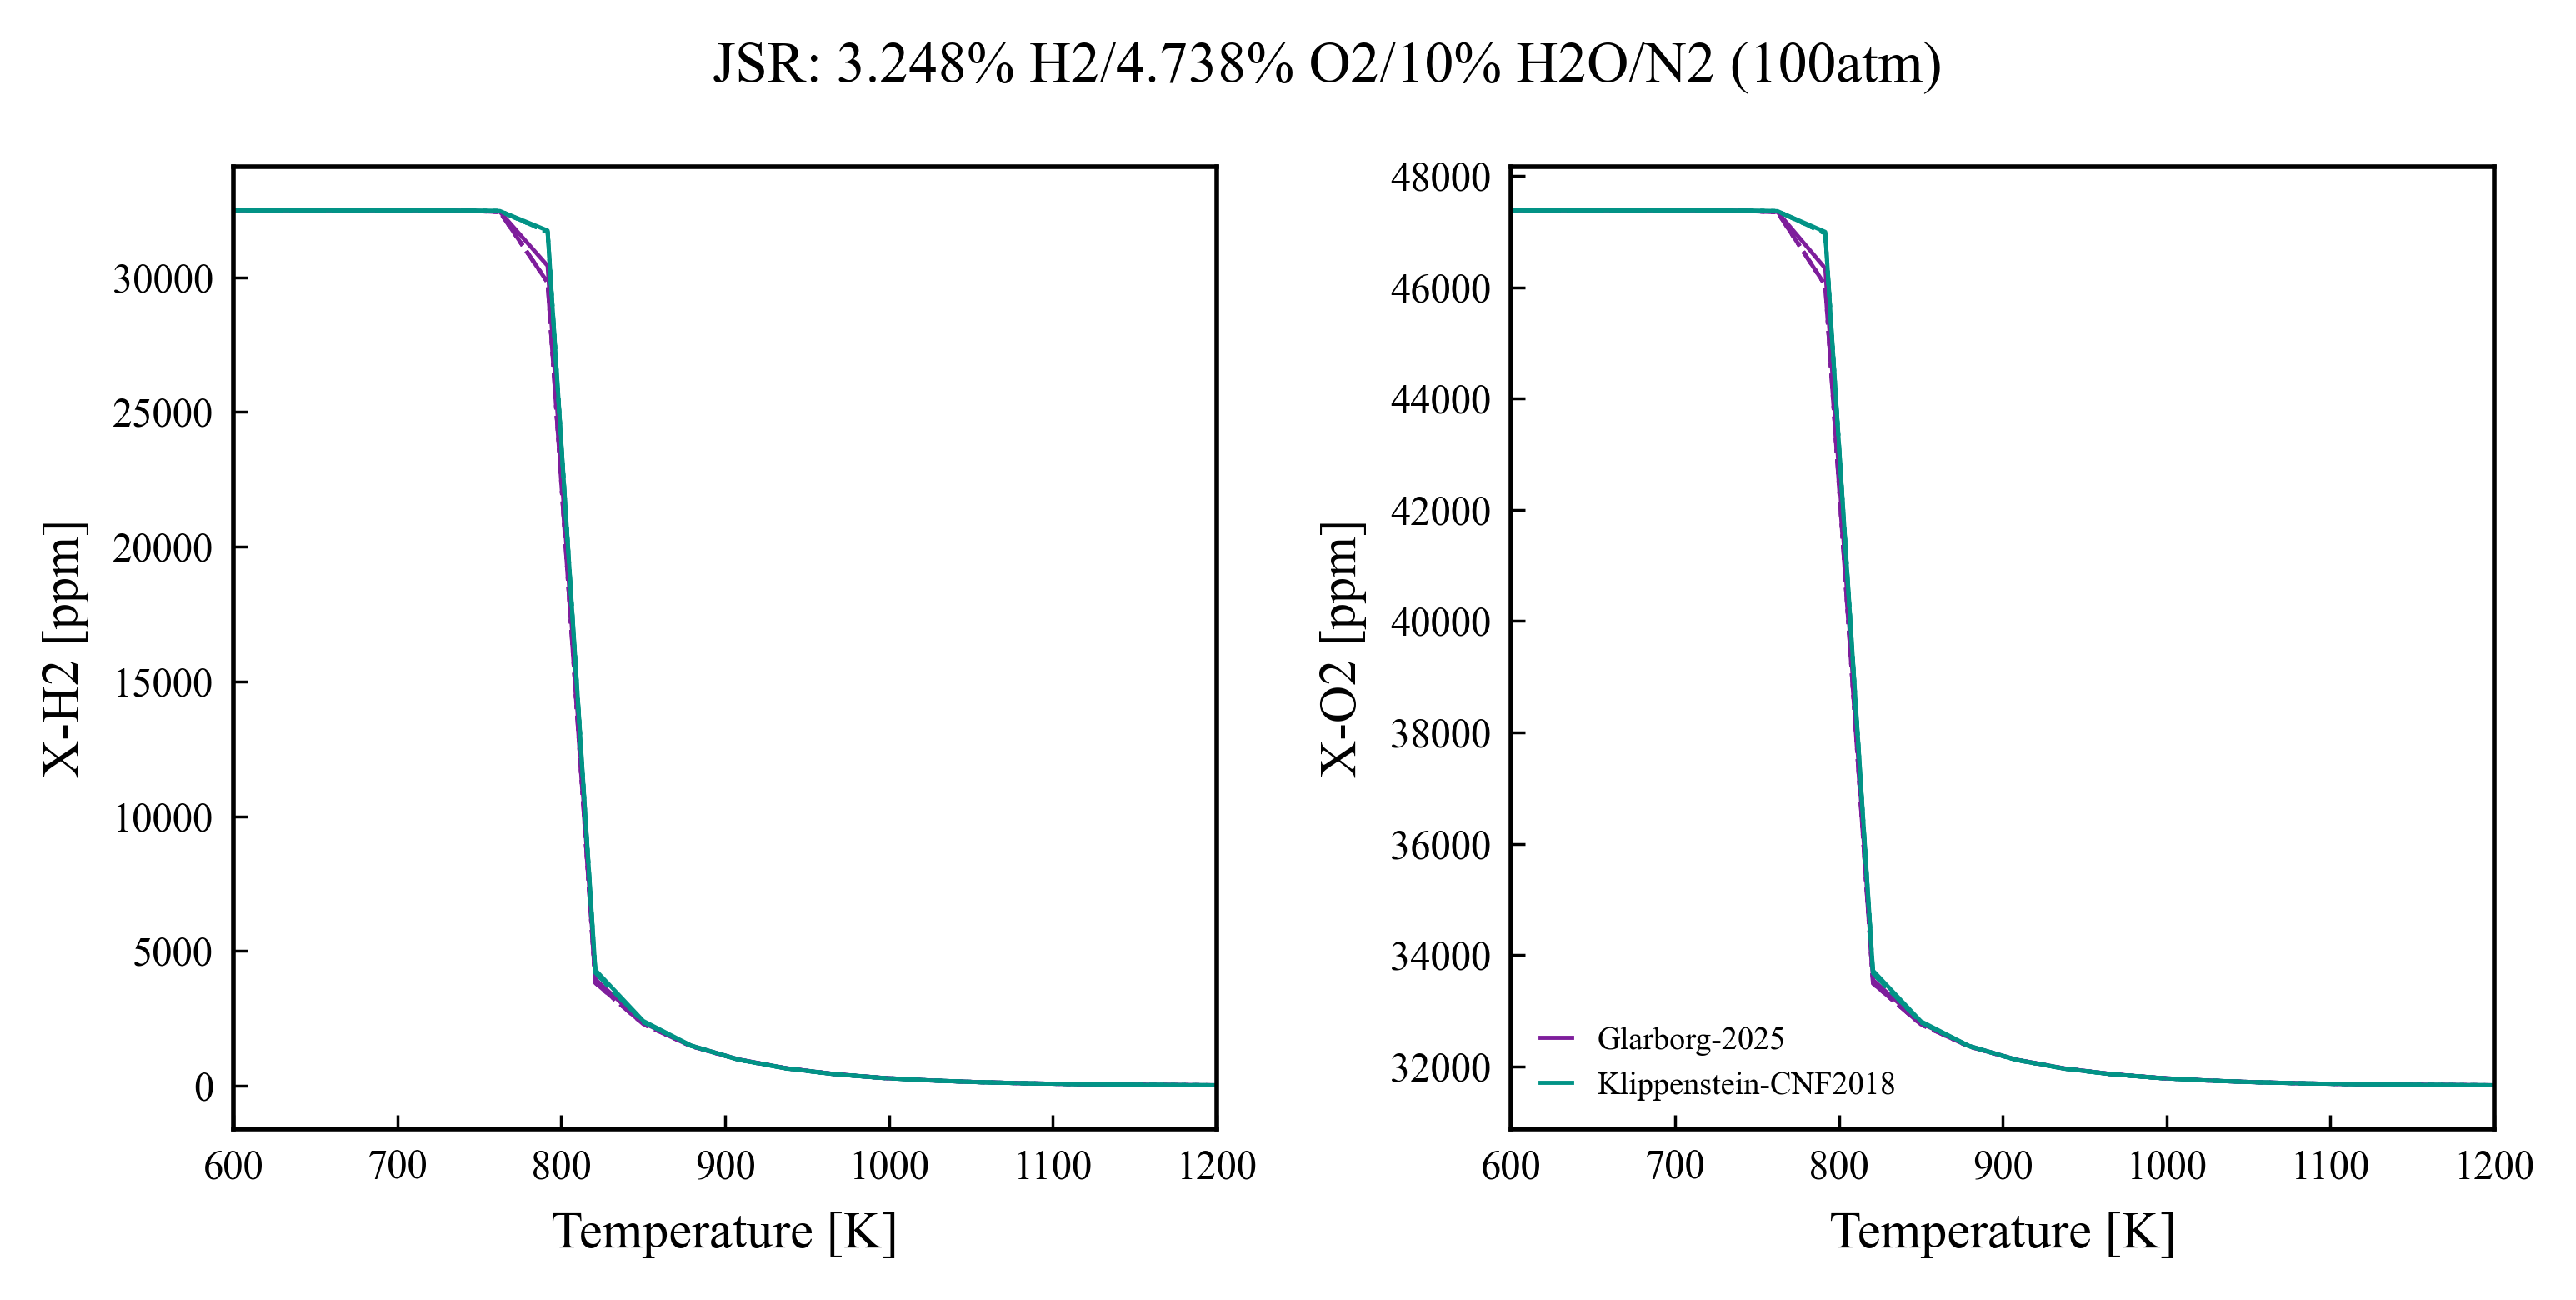 JSR: 3.248% H2/4.738% O2/10% H2O/N2 (100atm)
X-H2 [ppm]
30000
25000
20000
15000
10000
5000
0
600 700 800 900 1000 1100 1200
Temperature [K]
X-O2 [ppm]
48000
46000
44000
42000
40000
38000
36000
34000
32000
Glarborg-2025
Klippenstein-CNF2018
600 700 800 900 1000 1100 1200
Temperature [K]